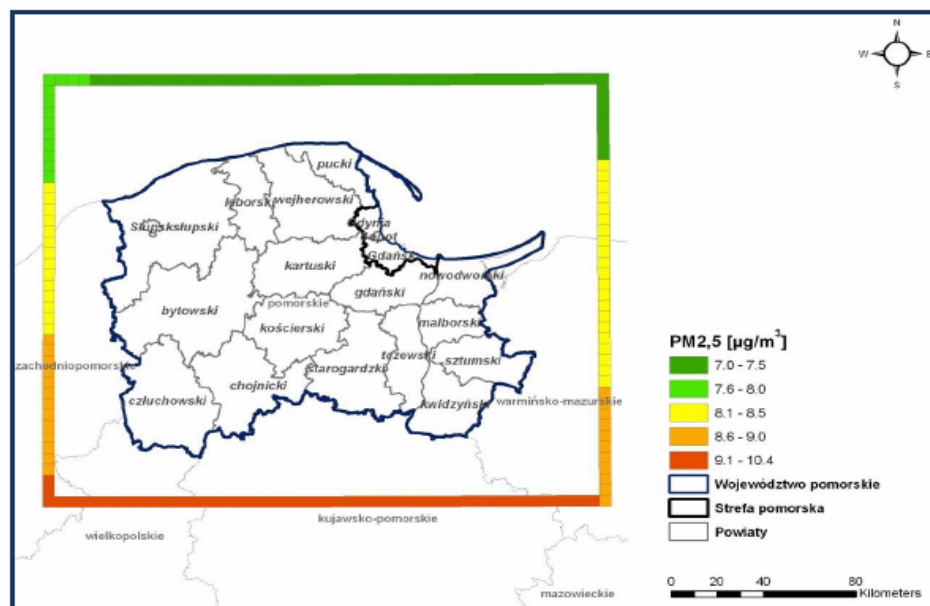 N
W
E
S
pucki
lęborski
wejherowski
Słupsksłupski
Gdynia
Sopot
Gdańsk
kartuski
nowodworski
gdański
bytowski
pomorskie
kościerski
malborski
tczewski
sztumski
zachodniopomorskie
starogardzki
chojnicki
człuchowski
kwidzyński
warmińsko-mazurskie
kujawsko-pomorskie
wielkopolskie
mazowieckie
PM2,5 [µg/m³]
7.0 - 7.5
7.6 - 8.0
8.1 - 8.5
8.6 - 9.0
9.1 - 10.4
Województwo pomorskie
Strefa pomorska
Powiaty
0 10 20 40 80
Kilometers